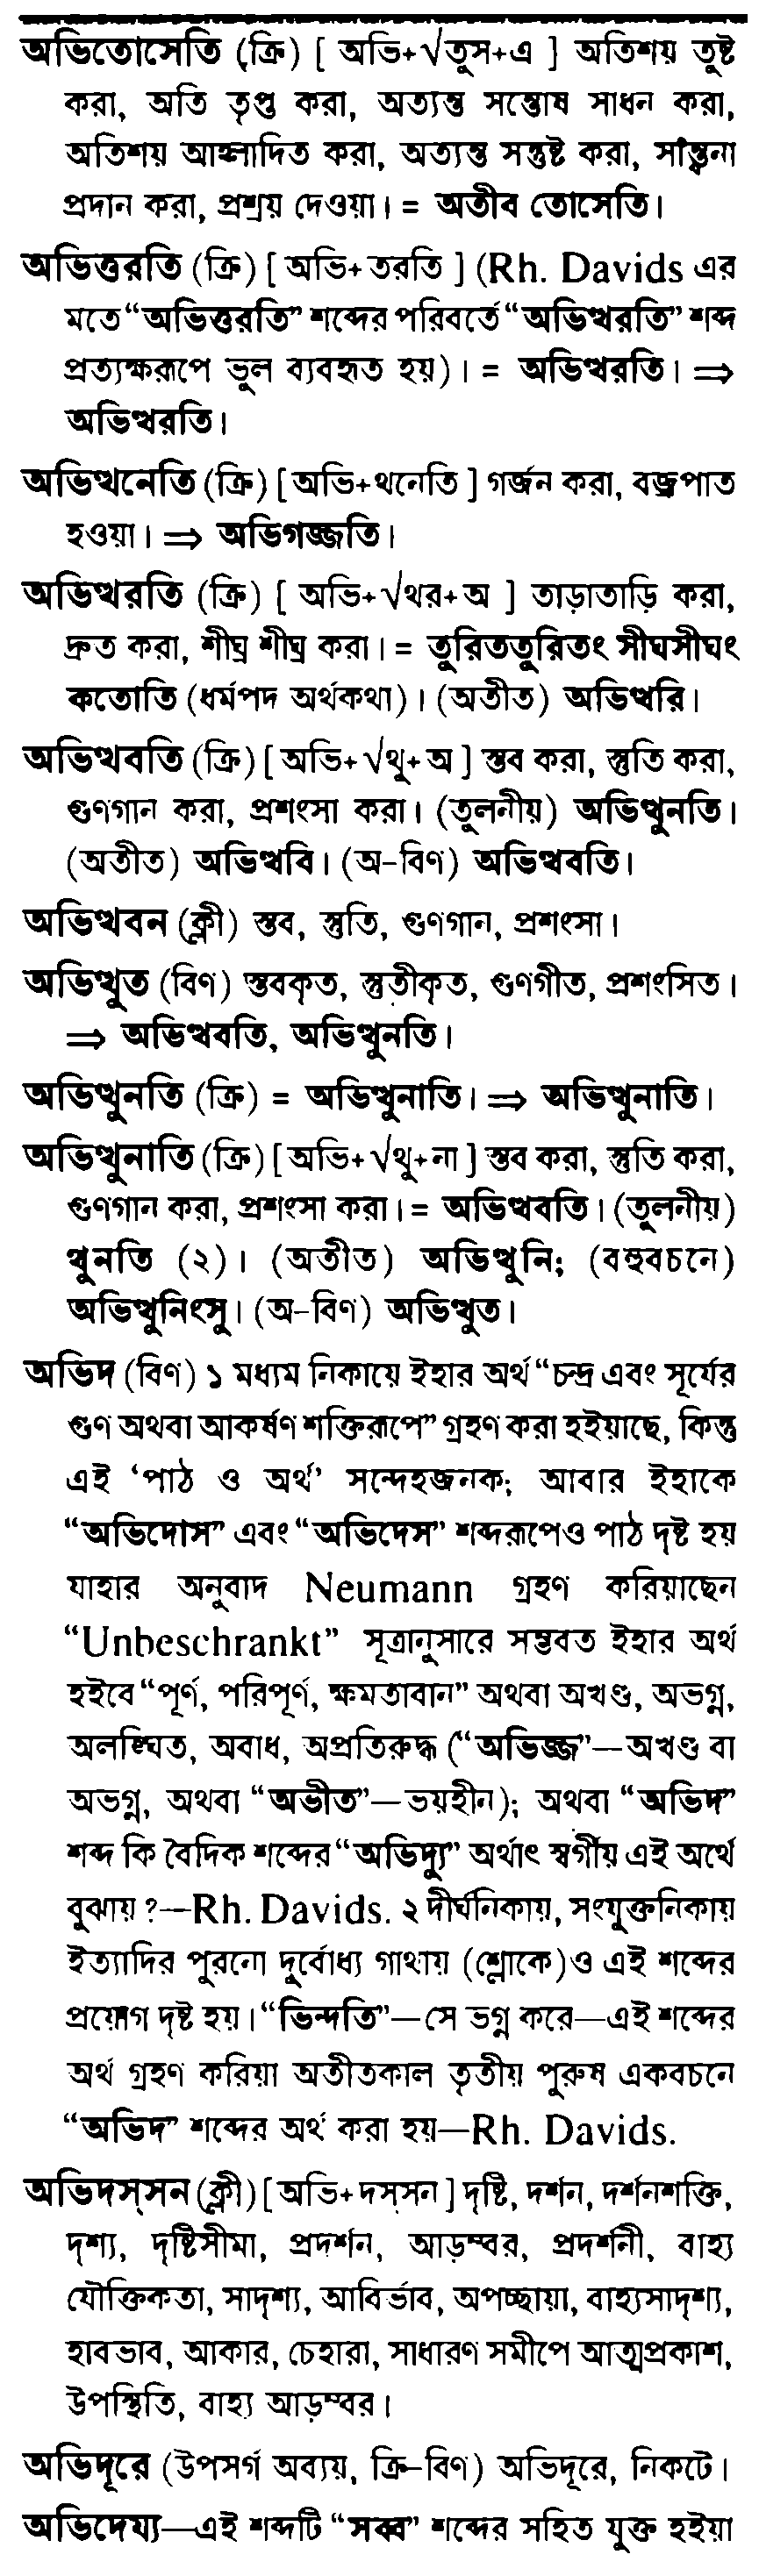 অভিতোসেতি (ক্রি) [ অভি+√তুস+এ ] অতিশয় তুষ্ট
করা, অতি তৃপ্ত করা, অত্যন্ত সন্তোষ সাধন করা,
অতিশয় আহ্লাদিত করা, অত্যন্ত সন্তুষ্ট করা, সান্ত্বনা
প্রদান করা, প্রশ্রয় দেওয়া। = অতীব তোসেতি।
অভিত্তরতি (ক্রি) [ অভি+তরতি ] (Rh. Davids এর
মতে “অভিত্তরতি” শব্দের পরিবর্তে “অভিত্থরতি” শব্দ
প্রত্যক্ষরূপে ভুল ব্যবহৃত হয়)। = অভিত্থরতি। ⇒
অভিত্থরতি।
অভিত্থনেতি (ক্রি) [ অভি+থনেতি ] গর্জন করা, বজ্রপাত
হওয়া। ⇒ অভিগজ্জতি।
অভিত্থরতি (ক্রি) [ অভি+√থর+অ ] তাড়াতাড়ি করা,
দ্রুত করা, শীঘ্র শীঘ্র করা। = তুরিততুরিতং সীঘসীঘং
কতোতি (ধর্মপদ অর্থকথা)। (অতীত) অভিত্থরি।
অভিত্থবতি (ক্রি) [ অভি+√থু+অ ] স্তব করা, স্তুতি করা,
গুণগান করা, প্রশংসা করা। (তুলনীয়) অভিত্থুনতি।
(অতীত) অভিত্থবি। (অ-বিণ) অভিত্থবতি।
অভিত্থবন (ক্লী) স্তব, স্তুতি, গুণগান, প্রশংসা।
অভিত্থুত (বিণ) স্তবকৃত, স্তুতীকৃত, গুণগীত, প্রশংসিত।
⇒ অভিত্থবতি, অভিত্থুনতি।
অভিত্থুনতি (ক্রি) = অভিত্থুনাতি। ⇒ অভিত্থুনাতি।
অভিত্থুনাতি (ক্রি) [ অভি+√থু+না ] স্তব করা, স্তুতি করা,
গুণগান করা, প্রশংসা করা। = অভিত্থবতি। (তুলনীয়)
থুনতি (২)। (অতীত) অভিত্থুনি; (বহুবচনে)
অভিত্থুনিংসু। (অ-বিণ) অভিত্থুত।
অভিদ (বিণ) ১ মধ্যম নিকায়ে ইহার অর্থ “চন্দ্র এবং সূর্যের
গুণ অথবা আকর্ষণ শক্তিরূপে” গ্রহণ করা হইয়াছে, কিন্তু
এই ‘পাঠ ও অর্থ’ সন্দেহজনক; আবার ইহাকে
“অভিদোস” এবং “অভিদেস” শব্দরূপেও পাঠ দৃষ্ট হয়
যাহার অনুবাদ Neumann গ্রহণ করিয়াছেন
“Unbeschrankt” সূত্রানুসারে সম্ভবত ইহার অর্থ
হইবে “পূর্ণ, পরিপূর্ণ, ক্ষমতাবান” অথবা অখণ্ড, অভগ্ন,
অলঙ্ঘিত, অবাধ, অপ্রতিরুদ্ধ (“অভিজ্জ”—অখণ্ড বা
অভগ্ন, অথবা “অভীত”—ভয়হীন); অথবা “অভিদ”
শব্দ কি বৈদিক শব্দের “অভিদ্যু” অর্থাৎ স্বর্গীয় এই অর্থে
বুঝায় ?—Rh. Davids. ২ দীর্ঘনিকায়, সংযুক্তনিকায়
ইত্যাদির পুরনো দুর্বোধ্য গাথায় (শ্লোকে)ও এই শব্দের
প্রয়োগ দৃষ্ট হয়। “ভিন্দতি”—সে ভগ্ন করে—এই শব্দের
অর্থ গ্রহণ করিয়া অতীতকাল তৃতীয় পুরুষ একবচনে
“অভিদ” শব্দের অর্থ করা হয়—Rh. Davids.
অভিদস্সন (ক্লী) [ অভি+দস্সন ] দৃষ্টি, দর্শন, দর্শনশক্তি,
দৃশ্য, দৃষ্টিসীমা, প্রদর্শন, আড়ম্বর, প্রদর্শনী, বাহ্য
যৌক্তিকতা, সাদৃশ্য, আবির্ভাব, অপচ্ছায়া, বাহ্যসাদৃশ্য,
হাবভাব, আকার, চেহারা, সাধারণ সমীপে আত্মপ্রকাশ,
উপস্থিতি, বাহ্য আড়ম্বর।
অভিদূরে (উপসর্গ অব্যয়, ক্রি-বিণ) অভিদূরে, নিকটে।
অভিদেয্য—এই শব্দটি “সব্ব” শব্দের সহিত যুক্ত হইয়া